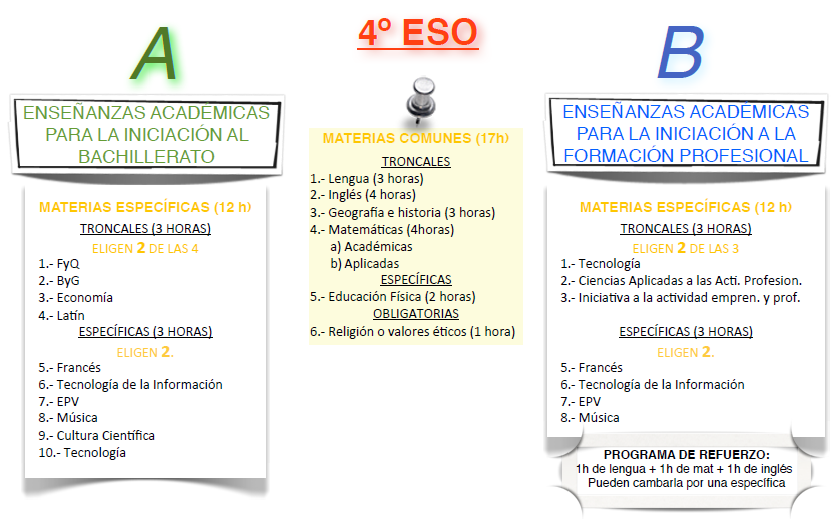 4º ESO
A
ENSEÑANZAS ACADÉMICAS
PARA LA INICIACIÓN AL
BACHILLERATO
MATERIAS ESPECÍFICAS (12 h)
TRONCALES (3 HORAS)
ELIGEN 2 DE LAS 4
1.- FyQ
2.- ByG
3.- Economía
4.- Latín
ESPECÍFICAS (3 HORAS)
ELIGEN 2.
5.- Francés
6.- Tecnología de la Información
7.- EPV
8.- Música
9.- Cultura Científica
10.- Tecnología
MATERIAS COMUNES (17h)
TRONCALES
1.- Lengua (3 horas)
2.- Inglés (4 horas)
3.- Geografía e historia (3 horas)
4.- Matemáticas (4horas)
a) Académicas
b) Aplicadas
ESPECÍFICAS
5.- Educación Física (2 horas)
OBLIGATORIAS
6.- Religión o valores éticos (1 hora)
B
ENSEÑANZAS ACADÉMICAS
PARA LA INICIACIÓN A LA
FORMACIÓN PROFESIONAL
MATERIAS ESPECÍFICAS (12 h)
TRONCALES (3 HORAS)
ELIGEN 2 DE LAS 3
1.- Tecnología
2.- Ciencias Aplicadas a las Acti. Profesion.
3.- Iniciativa a la actividad empren. y prof.
ESPECÍFICAS (3 HORAS)
ELIGEN 2.
5.- Francés
6.- Tecnología de la Información
7.- EPV
8.- Música
PROGRAMA DE REFUERZO:
1h de lengua + 1h de mat + 1h de inglés
Pueden cambarla por una específica